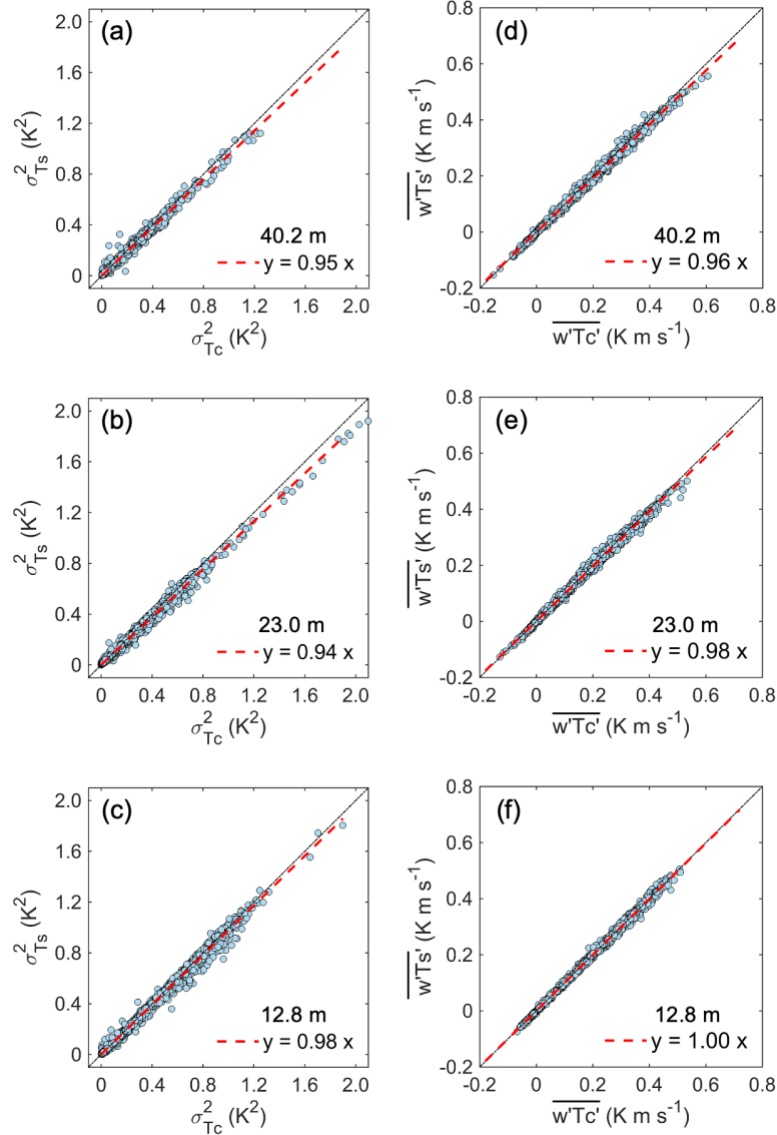 (a)
2.0
1.6
1.2
0.8
0.4
0
σ²Ts (K²)
0 0.4 0.8 1.2 1.6 2.0
σ²Tc (K²)
40.2 m
y = 0.95 x
(d)
0.8
0.6
0.4
0.2
0
-0.2
w'Ts' (K m s⁻¹)
-0.2 0 0.2 0.4 0.6 0.8
w'Tc' (K m s⁻¹)
40.2 m
y = 0.96 x
(b)
2.0
1.6
1.2
0.8
0.4
0
σ²Ts (K²)
0 0.4 0.8 1.2 1.6 2.0
σ²Tc (K²)
23.0 m
y = 0.94 x
(e)
0.8
0.6
0.4
0.2
0
-0.2
w'Ts' (K m s⁻¹)
-0.2 0 0.2 0.4 0.6 0.8
w'Tc' (K m s⁻¹)
23.0 m
y = 0.98 x
(c)
2.0
1.6
1.2
0.8
0.4
0
σ²Ts (K²)
0 0.4 0.8 1.2 1.6 2.0
σ²Tc (K²)
12.8 m
y = 0.98 x
(f)
0.8
0.6
0.4
0.2
0
-0.2
w'Ts' (K m s⁻¹)
-0.2 0 0.2 0.4 0.6 0.8
w'Tc' (K m s⁻¹)
12.8 m
y = 1.00 x